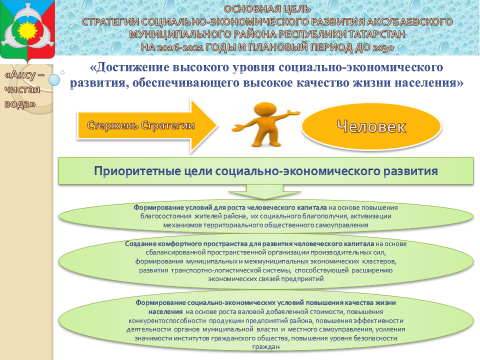 ОСНОВНАЯ ЦЕЛЬ
СТРАТЕГИИ СОЦИАЛЬНО-ЭКОНОМИЧЕСКОГО РАЗВИТИЯ АКСУБАЕВСКОГО
МУНИЦИПАЛЬНОГО РАЙОНА РЕСПУБЛИКИ ТАТАРСТАН
НА 2016-2021 ГОДЫ И ПЛАНОВЫЙ ПЕРИОД ДО 2030
«Аксу –
чистая
вода»
«Достижение высокого уровня социально-экономического
развития, обеспечивающего высокое качество жизни населения»
Стержень Стратегии
Человек
Приоритетные цели социально-экономического развития
Формирование условий для роста человеческого капитала на основе повышения
благосостояния жителей района, их социального благополучия, активизации
механизмов территориального общественного самоуправления
Создание комфортного пространства для развития человеческого капитала на основе
сбалансированной пространственной организации производительных сил,
формирования муниципальных и межмуниципальных экономических кластеров,
развития транспортно-логистической системы, способствующей расширению
экономических связей предприятий
Формирование социально-экономических условий повышения качества жизни
населения на основе роста валовой добавленной стоимости, повышения
конкурентоспособности продукции предприятий района, повышения эффективности
деятельности органов муниципальной власти и местного самоуправления, усиления
значимости институтов гражданского общества, повышения уровня безопасности
граждан